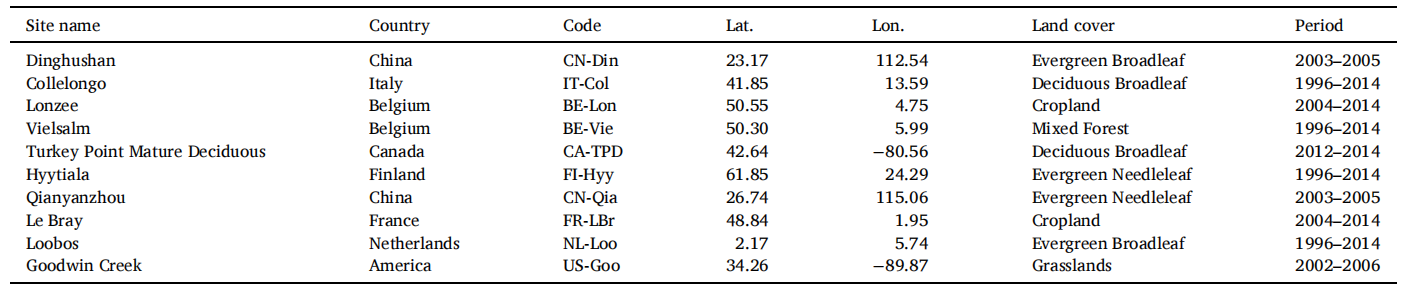 Site name Country Code Lat. Lon. Land cover Period
Dinghushan China CN-Din 23.17 112.54 Evergreen Broadleaf 2003–2005
Collelongo Italy IT-Col 41.85 13.59 Deciduous Broadleaf 1996–2014
Lonzee Belgium BE-Lon 50.55 4.75 Cropland 2004–2014
Vielsalm Belgium BE-Vie 50.30 5.99 Mixed Forest 1996–2014
Turkey Point Mature Deciduous Canada CA-TPD 42.64 −80.56 Deciduous Broadleaf 2012–2014
Hyytiala Finland FI-Hyy 61.85 24.29 Evergreen Needleleaf 1996–2014
Qianyanzhou China CN-Qia 26.74 115.06 Evergreen Needleleaf 2003–2005
Le Bray France FR-LBr 48.84 1.95 Cropland 2004–2014
Loobos Netherlands NL-Loo 2.17 5.74 Evergreen Broadleaf 1996–2014
Goodwin Creek America US-Goo 34.26 −89.87 Grasslands 2002–2006